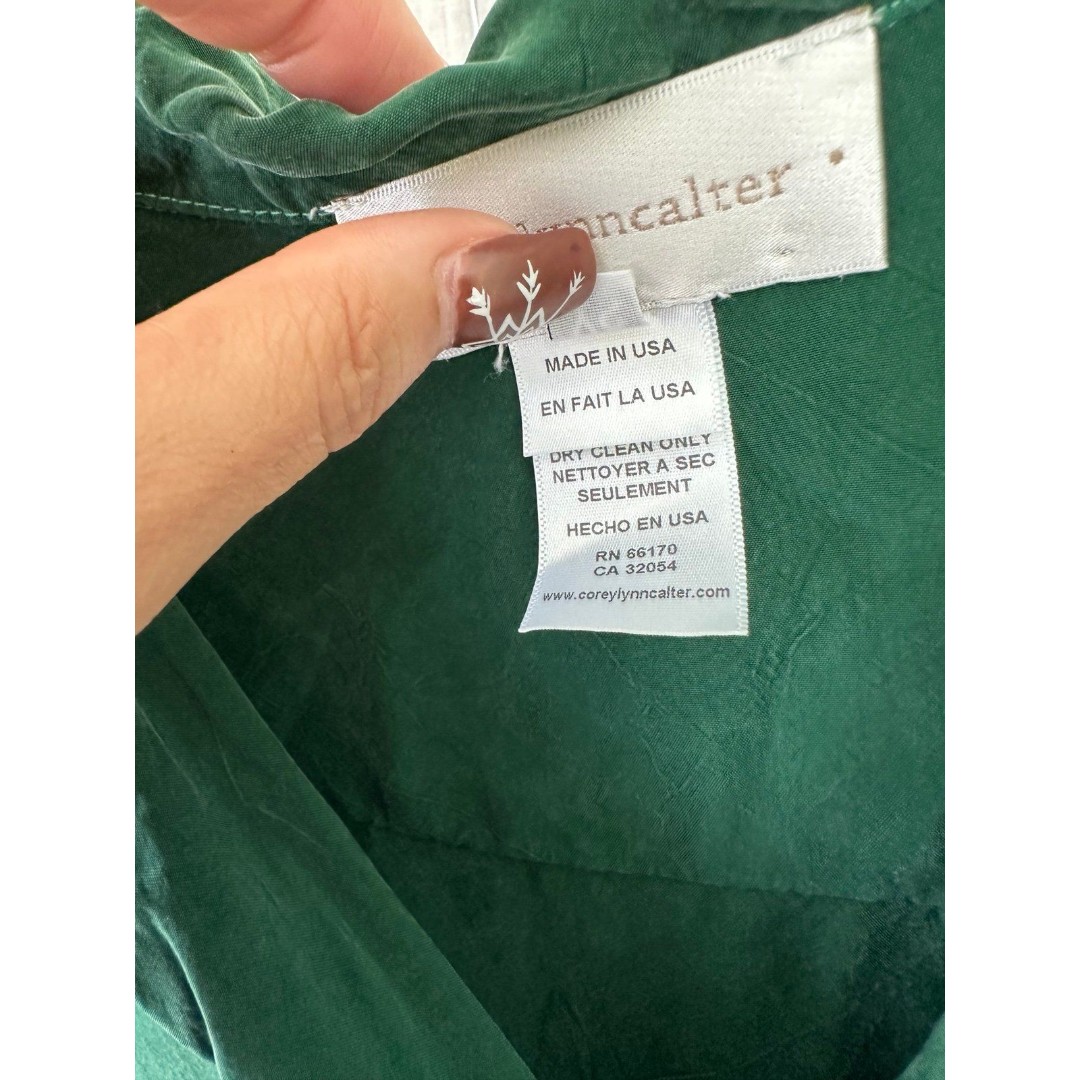 lynncalter
MADE IN USA
EN FAIT LA USA
DRY CLEAN ONLY
NETTOYER A SEC
SEULEMENT
HECHO EN USA
RN 66170
CA 32054
www.coreylynncalter.com